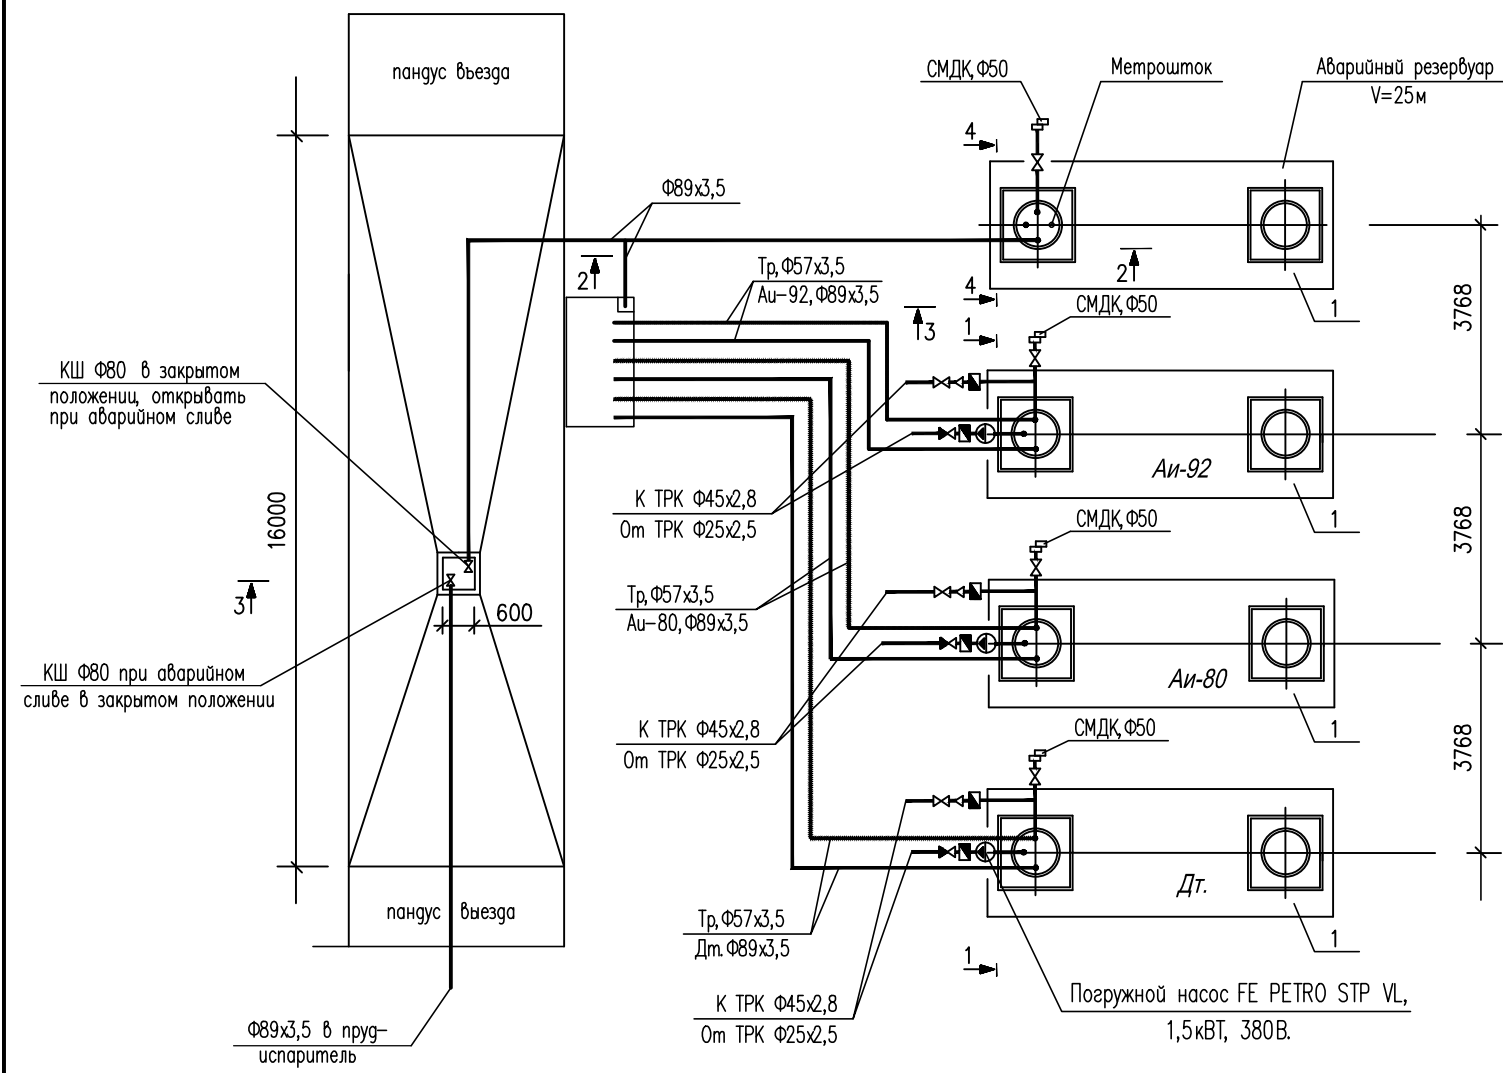 пандус въезда
СМДК, Ф50
Метрошток
Аварийный резервуар
V=25м
4
Ф89х3,5
2
Тр, Ф57х3,5
Аи-92, Ф89х3,5
2
4
3
1
СМДК, Ф50
1
3768
КШ Ф80 в закрытом
положении, открывать
при аварийном сливе
Аи-92
К ТРК Ф45х2,8
От ТРК Ф25х2,5
СМДК, Ф50
1
16000
3768
3
600
Тр, Ф57х3,5
Аи-80, Ф89х3,5
КШ Ф80 при аварийном
сливе в закрытом положении
Аи-80
К ТРК Ф45х2,8
От ТРК Ф25х2,5
СМДК, Ф50
1
3768
пандус выезда
Тр, Ф57х3,5
Дт. Ф89х3,5
Дт.
1
1
К ТРК Ф45х2,8
От ТРК Ф25х2,5
Погружной насос FE PETRO STP VL,
1,5кВТ, 380В.
Ф89х3,5 в пруд-
испаритель